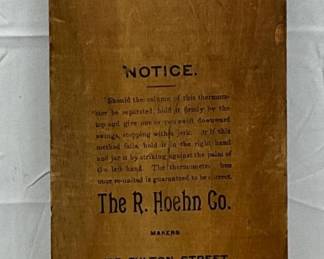 NOTICE.
Should the column of this thermome-
ter be separated, hold it firmly by the
top and give one or two swift downward
swings, stopping with a jerk. If this
method fails, hold it in the right hand
and jar it by striking against the palm of
the left hand. The thermometer
once re-united is guaranteed to be correct.
The R. Hoehn Co.
MAKERS
FULTON STREET